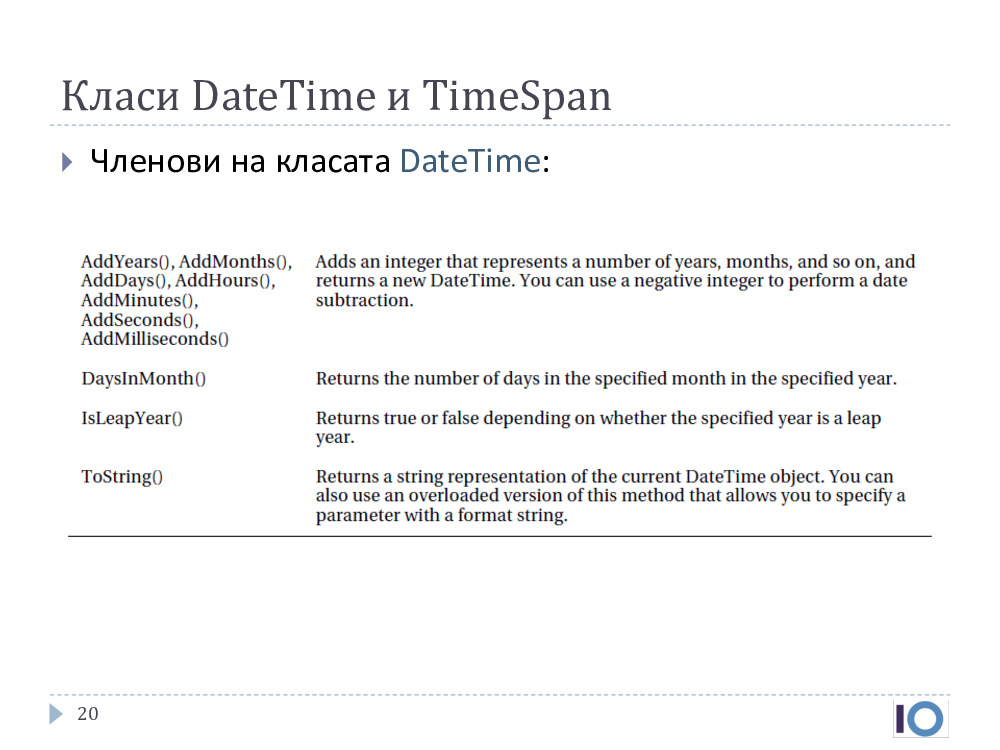 Класи DateTime и TimeSpan
Членови на класата DateTime:
AddYears(), AddMonths(),
AddDays(), AddHours(),
AddMinutes(),
AddSeconds(),
AddMilliseconds()
Adds an integer that represents a number of years, months, and so on, and
returns a new DateTime. You can use a negative integer to perform a date
subtraction.
DaysInMonth()
Returns the number of days in the specified month in the specified year.
IsLeapYear()
Returns true or false depending on whether the specified year is a leap
year.
ToString()
Returns a string representation of the current DateTime object. You can
also use an overloaded version of this method that allows you to specify a
parameter with a format string.
20
IO